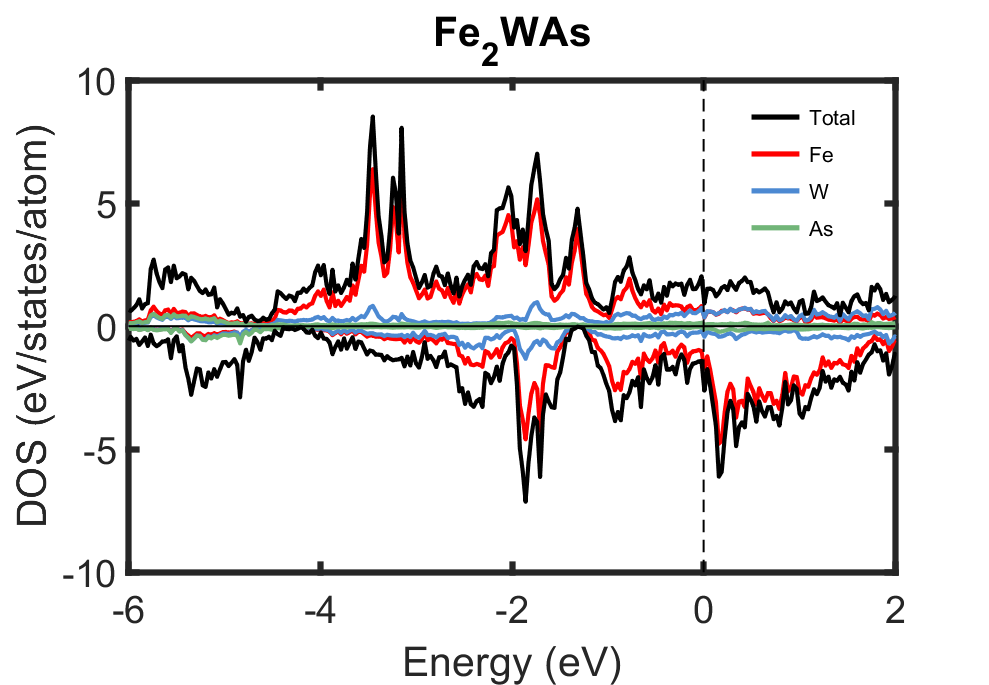 Fe₂WAs
10
5
0
-5
-10
DOS (eV/states/atom)
Total
Fe
W
As
-6 -4 -2 0 2
Energy (eV)